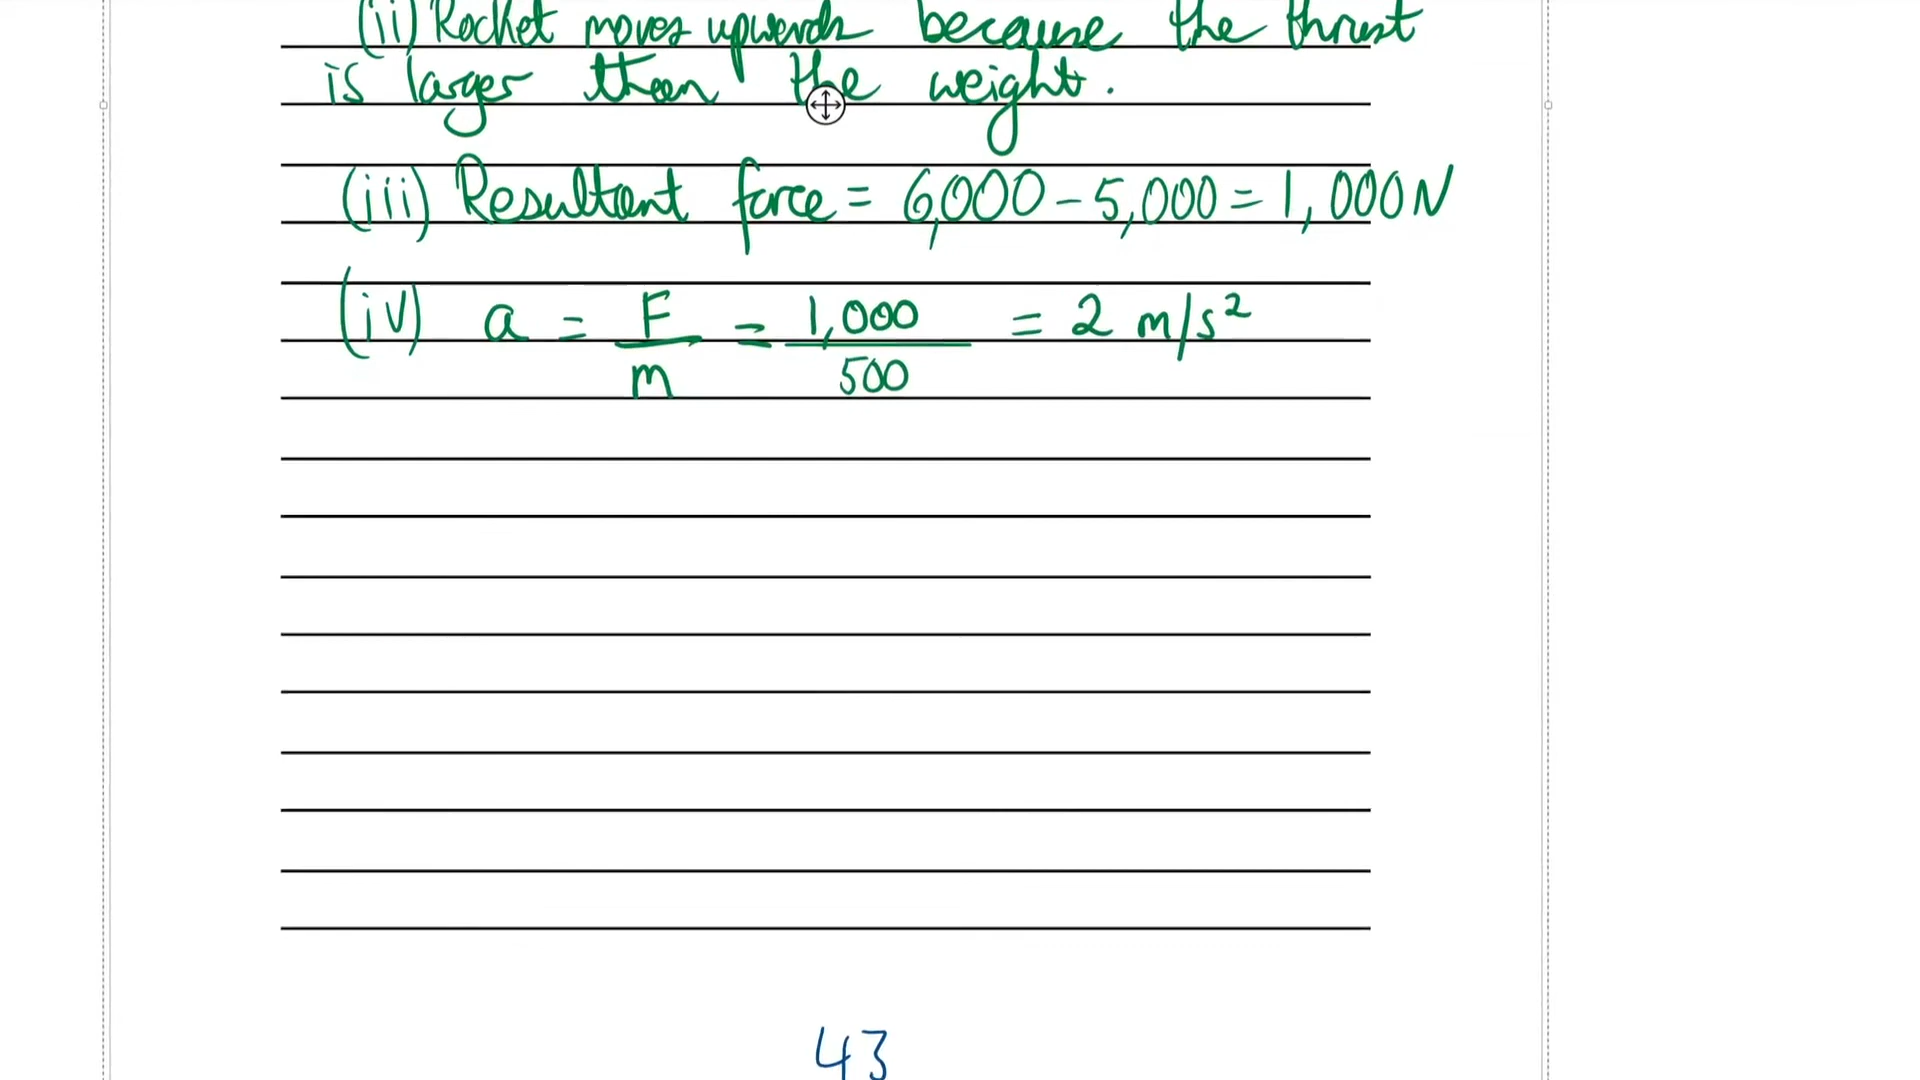 (ii) Rocket moves upwards because the thrust
is larger than the weight.
(iii) Resultant force = 6,000 - 5,000 = 1,000 N
(iv) a = F/m = 1,000/500 = 2 m/s²
43